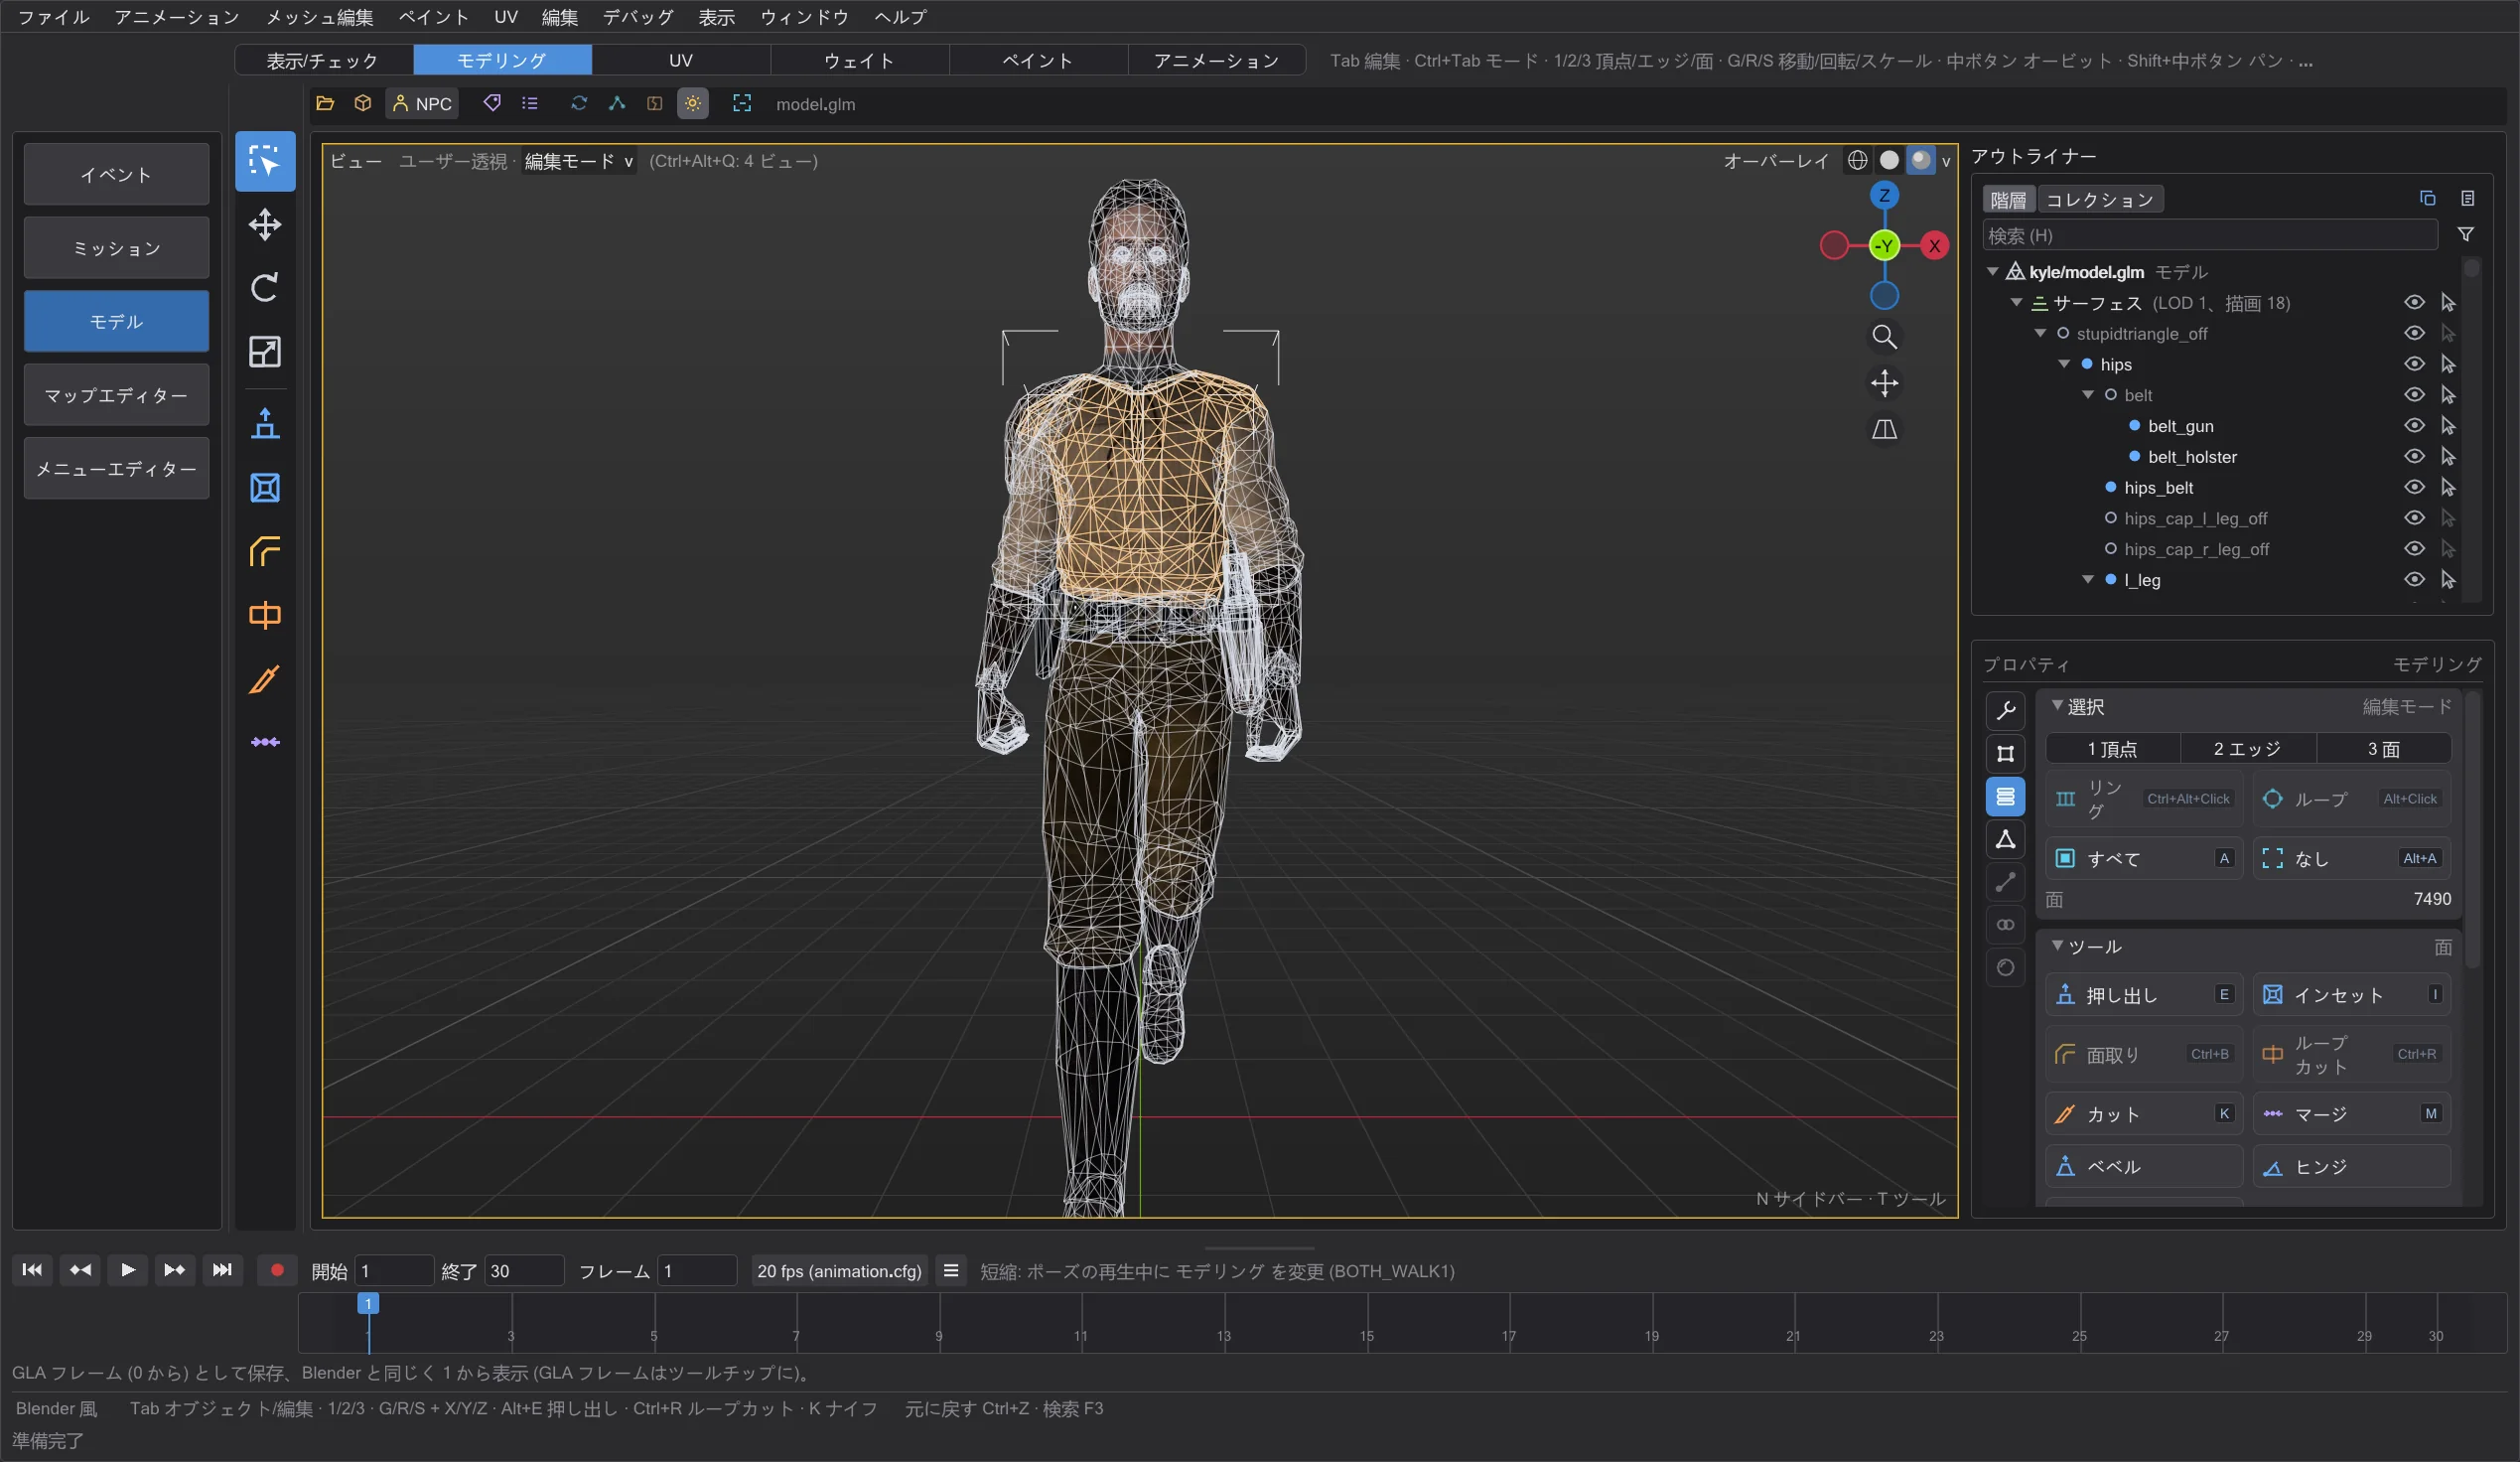 ファイル アニメーション メッシュ編集 ペイント UV 編集 デバッグ 表示 ウィンドウ ヘルプ
表示/チェック モデリング UV ウェイト ペイント アニメーション Tab 編集 · Ctrl+Tab モード · 1/2/3 頂点/エッジ/面 · G/R/S 移動/回転/スケール · 中ボタン オービット · Shift+中ボタン パン · ...
NPC model.glm
イベント
ミッション
モデル
マップエディター
メニューエディター
ビュー ユーザー透視 · 編集モード v (Ctrl+Alt+Q: 4 ビュー)
オーバーレイ v
Z
-Y X
N サイドバー · T ツール
アウトライナー
階層 コレクション
検索 (H)
kyle/model.glm モデル
サーフェス (LOD 1、描画 18)
stupidtriangle_off
hips
belt
belt_gun
belt_holster
hips_belt
hips_cap_l_leg_off
hips_cap_r_leg_off
l_leg
プロパティ モデリング
選択 編集モード
1 頂点 2 エッジ 3 面
リング Ctrl+Alt+Click ループ Alt+Click
すべて A なし Alt+A
面 7490
ツール 面
押し出し E インセット I
面取り Ctrl+B ループカット Ctrl+R
カット K マージ M
ベベル ヒンジ
開始 1 終了 30 フレーム 1 20 fps (animation.cfg) 短縮: ポーズの再生中に モデリング を変更 (BOTH_WALK1)
1
3 5 7 9 11 13 15 17 19 21 23 25 27 29 30
GLA フレーム (0 から) として保存、Blender と同じく 1 から表示 (GLA フレームはツールチップに)。
Blender 風 Tab オブジェクト/編集 · 1/2/3 · G/R/S + X/Y/Z · Alt+E 押し出し · Ctrl+R ループカット · K ナイフ 元に戻す Ctrl+Z · 検索 F3
準備完了